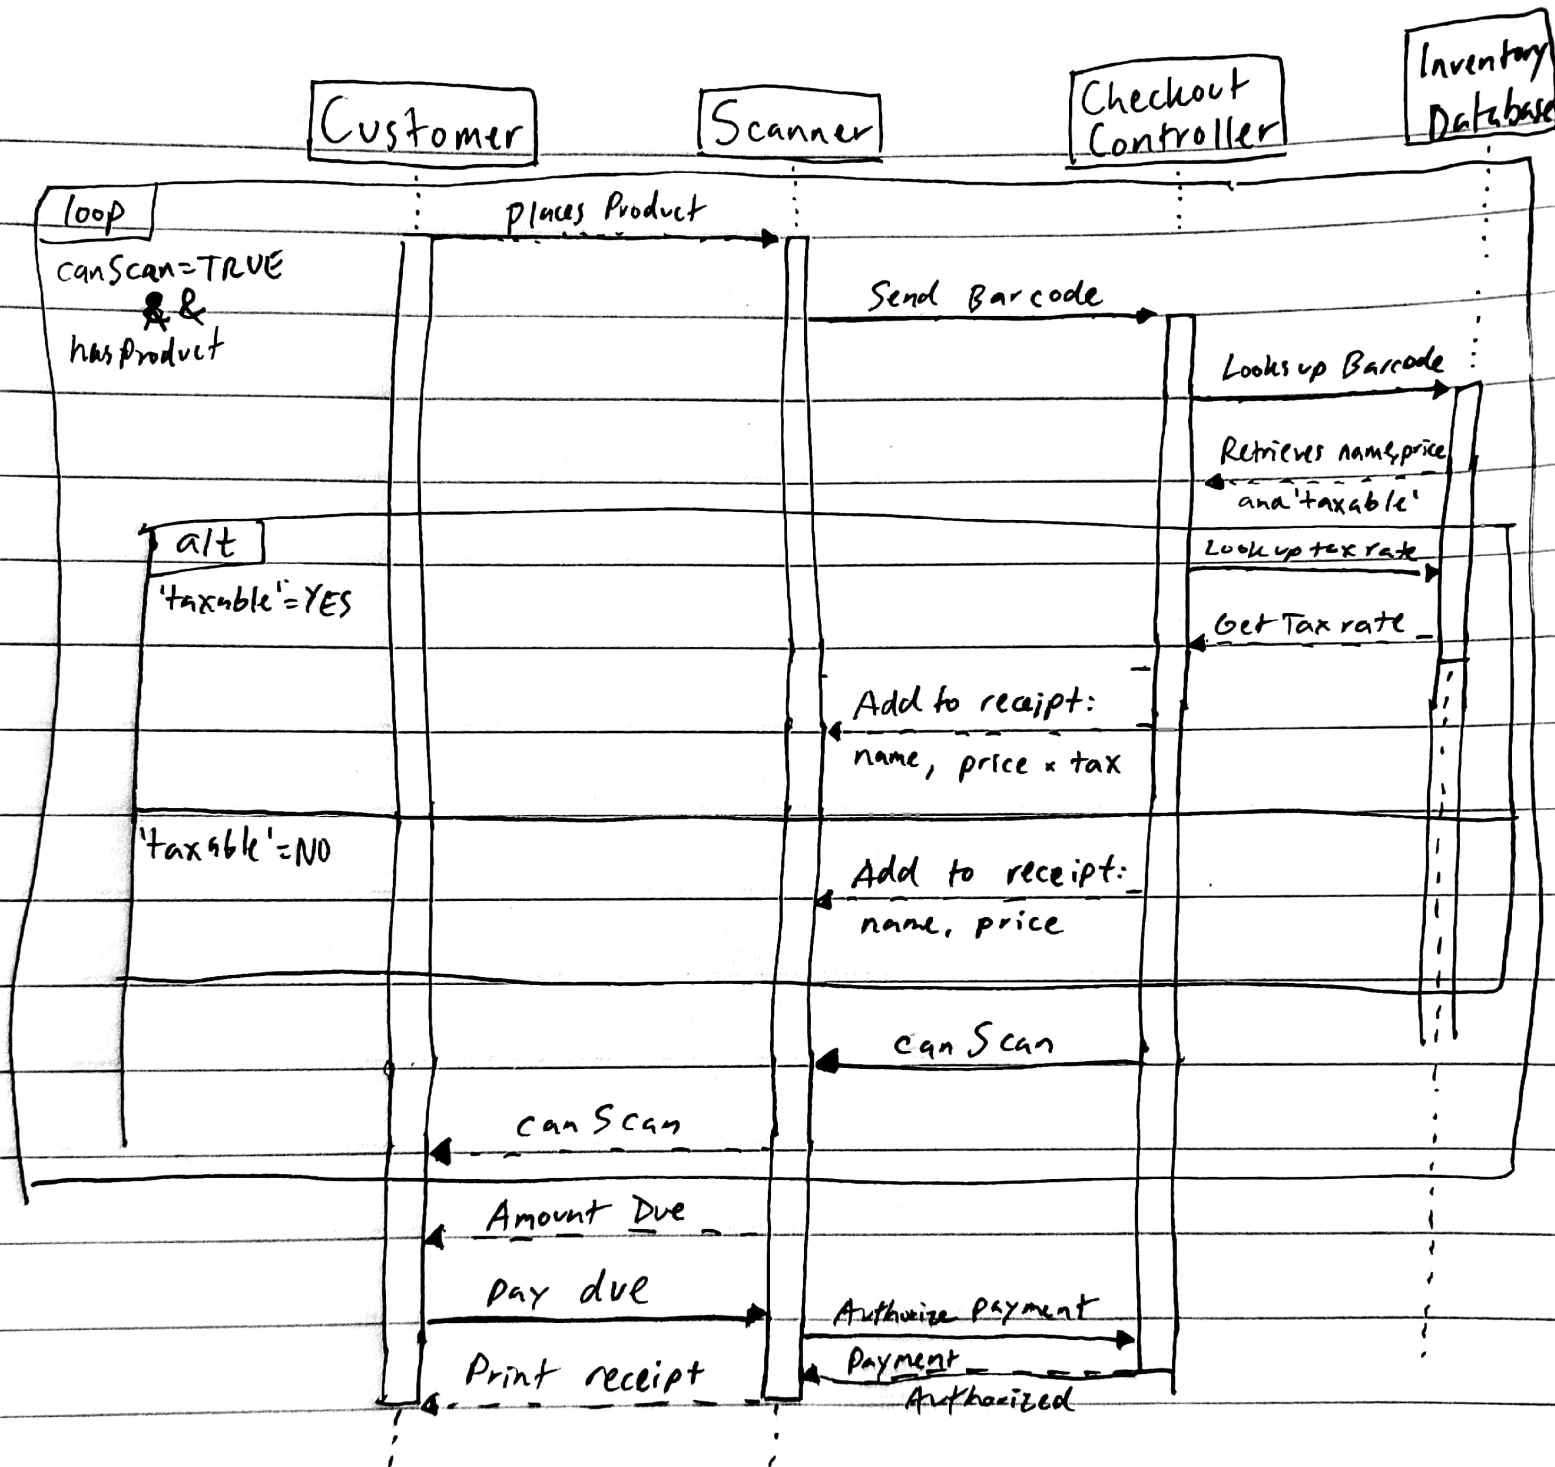 Customer
Scanner
Checkout
Controller
Inventory
Database
loop
canScan=TRUE
&&
hasProduct
Places Product
Send Barcode
Looks up Barcode
Retrieves name, price
and 'taxable'
alt
'taxable'=YES
Look up tax rate
Get Tax rate
Add to receipt:
name, price × tax
'taxable'=NO
Add to receipt:
name, price
canScan
canScan
Amount Due
Pay due
Authorize payment
Payment
Authorized
Print receipt